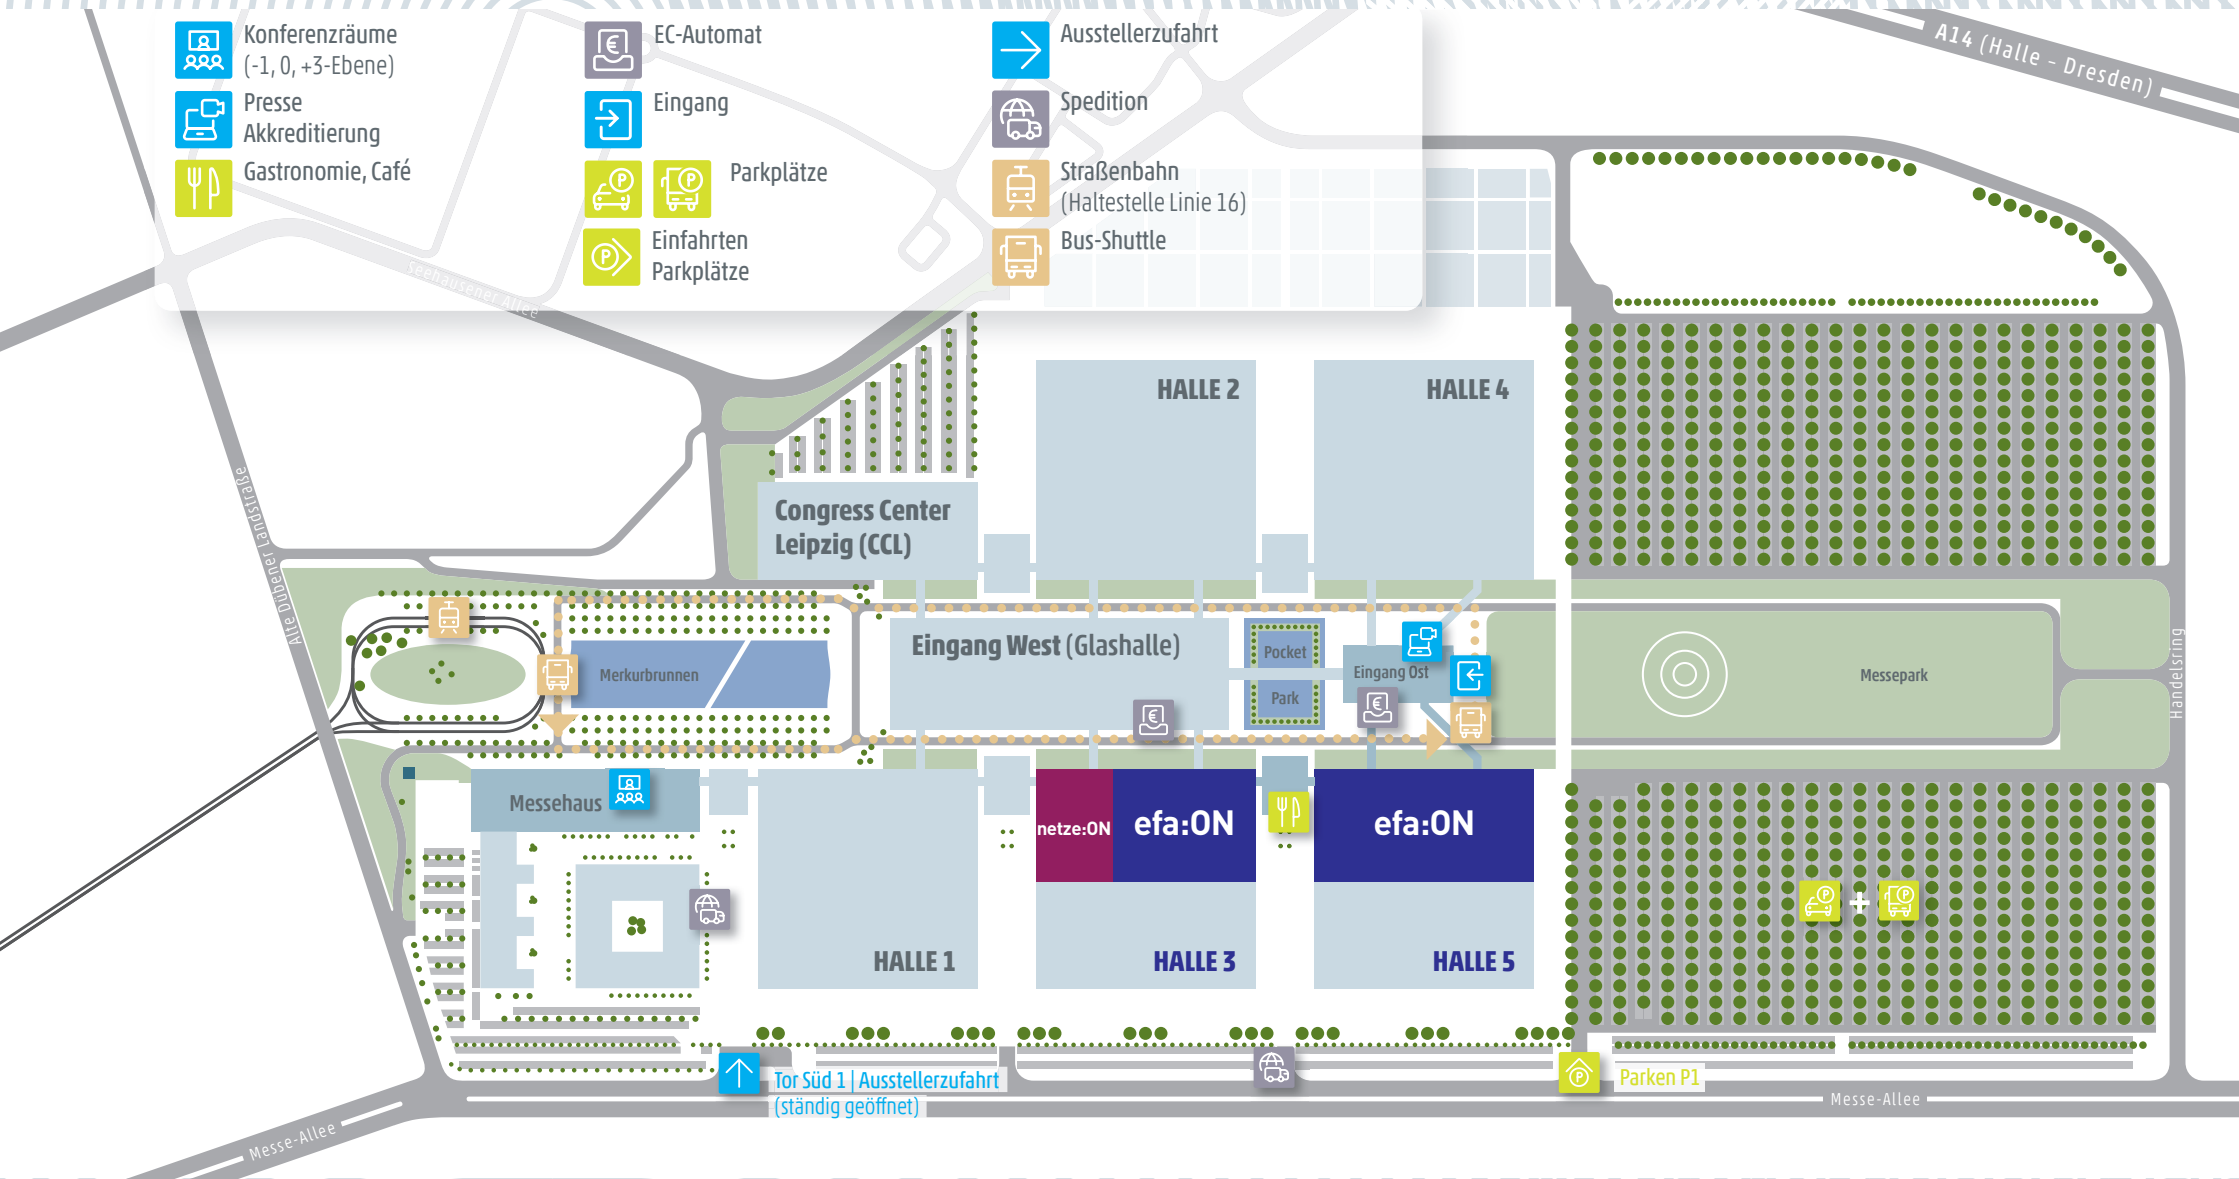 Konferenzräume
(-1, 0, +3-Ebene)
Presse
Akkreditierung
Gastronomie, Café
EC-Automat
Eingang
Parkplätze
Einfahrten
Parkplätze
Ausstellerzufahrt
Spedition
Straßenbahn
(Haltestelle Linie 16)
Bus-Shuttle
A14 (Halle - Dresden)
Seehausener Allee
Alte Dübener Landstraße
HALLE 2
HALLE 4
Congress Center
Leipzig (CCL)
Eingang West (Glashalle)
Merkurbrunnen
Pocket
Park
Eingang Ost
Messepark
Handelsring
Messehaus
netze:ON
efa:ON
efa:ON
HALLE 1
HALLE 3
HALLE 5
P
+
P
Tor Süd 1 | Ausstellerzufahrt
(ständig geöffnet)
P
Parken P1
Messe-Allee
Messe-Allee